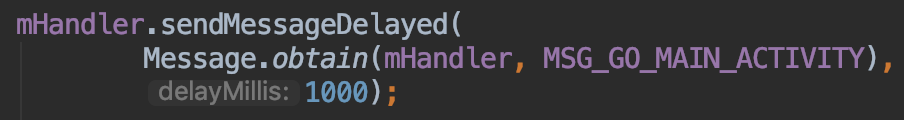 mHandler.sendMessageDelayed(
Message.obtain(mHandler, MSG_GO_MAIN_ACTIVITY),
delayMillis: 1000);